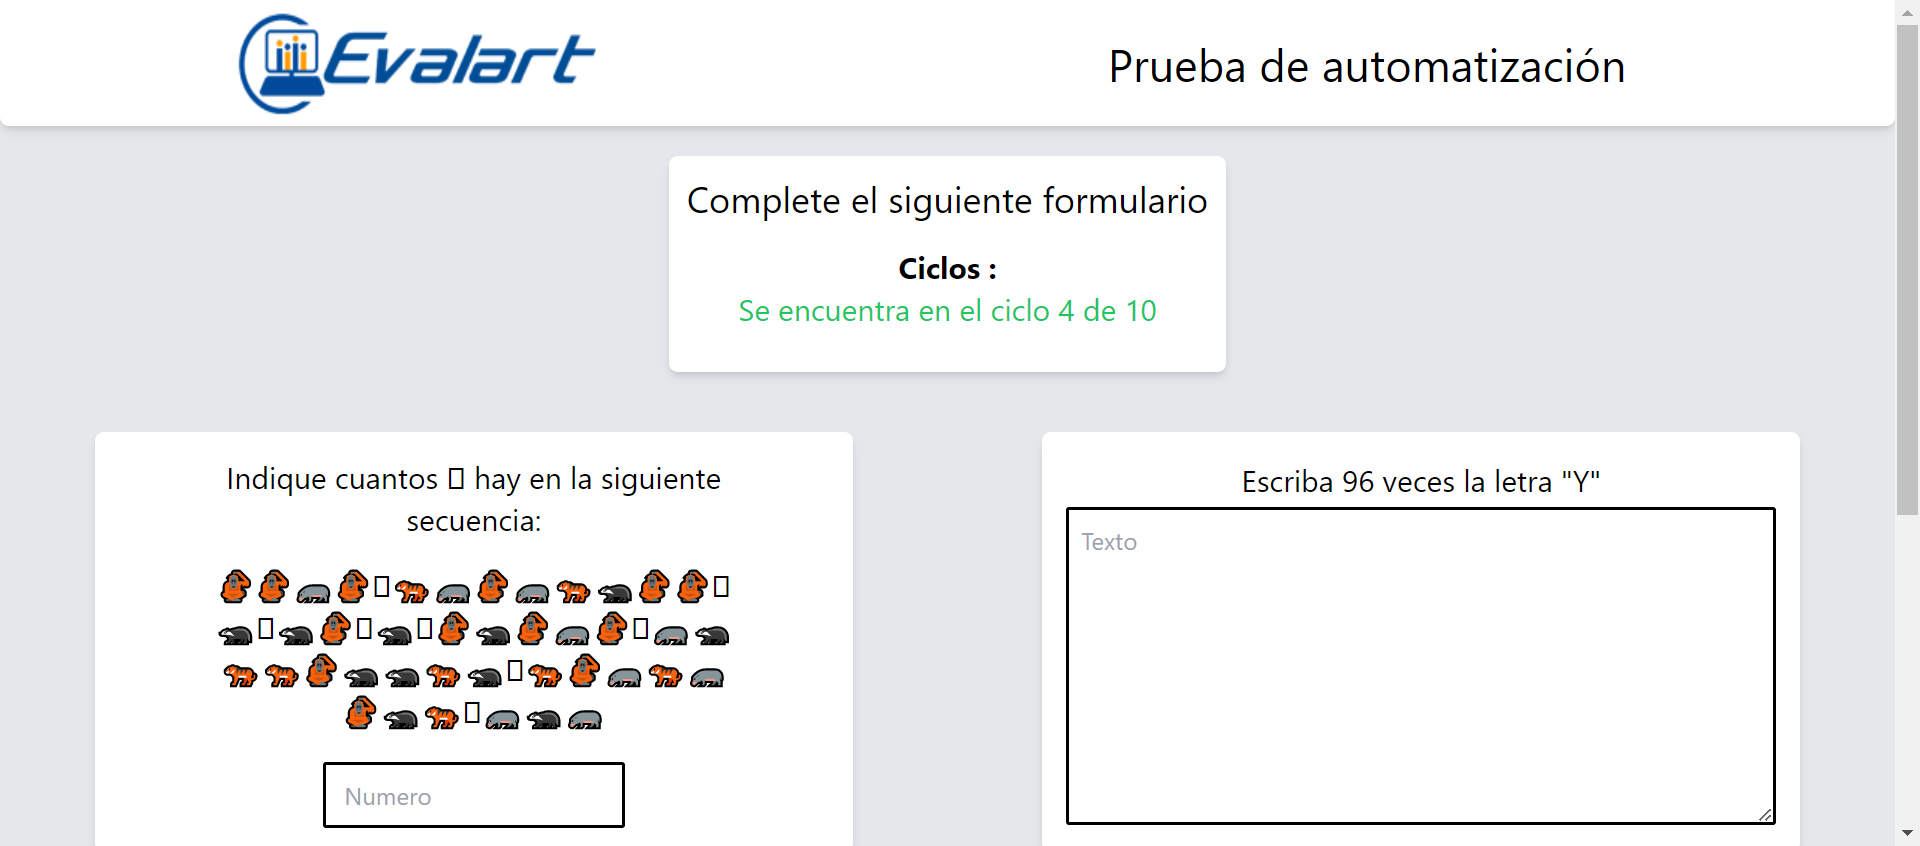 Evalart
Prueba de automatización
Complete el siguiente formulario
Ciclos :
Se encuentra en el ciclo 4 de 10
Indique cuantos 🫎 hay en la siguiente
secuencia:
Numero
Escriba 96 veces la letra "Y"
Texto